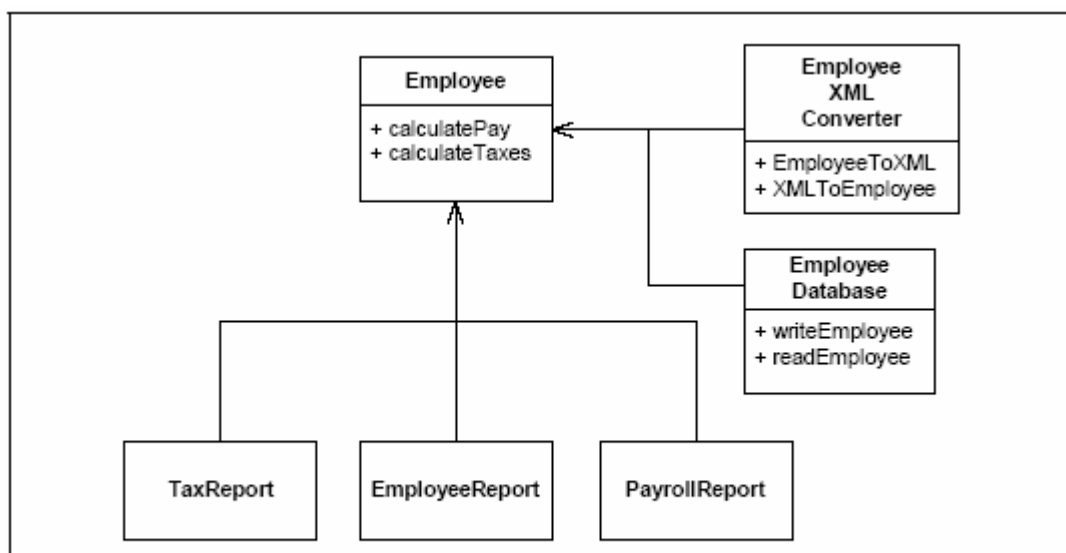 Employee
+ calculatePay
+ calculateTaxes
Employee
XML
Converter
+ EmployeeToXML
+ XMLToEmployee
Employee
Database
+ writeEmployee
+ readEmployee
TaxReport
EmployeeReport
PayrollReport